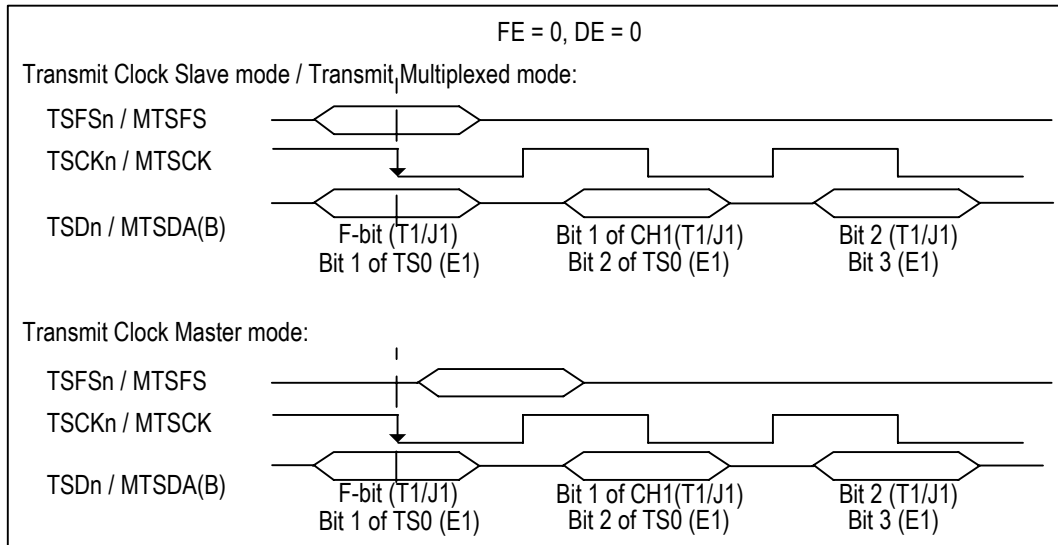 FE = 0, DE = 0
Transmit Clock Slave mode / Transmit Multiplexed mode:
TSFSn / MTSFS
TSCKn / MTSCK
TSDn / MTSDA(B)
F-bit (T1/J1)
Bit 1 of TS0 (E1)
Bit 1 of CH1(T1/J1)
Bit 2 of TS0 (E1)
Bit 2 (T1/J1)
Bit 3 (E1)
Transmit Clock Master mode:
TSFSn / MTSFS
TSCKn / MTSCK
TSDn / MTSDA(B)
F-bit (T1/J1)
Bit 1 of TS0 (E1)
Bit 1 of CH1(T1/J1)
Bit 2 of TS0 (E1)
Bit 2 (T1/J1)
Bit 3 (E1)